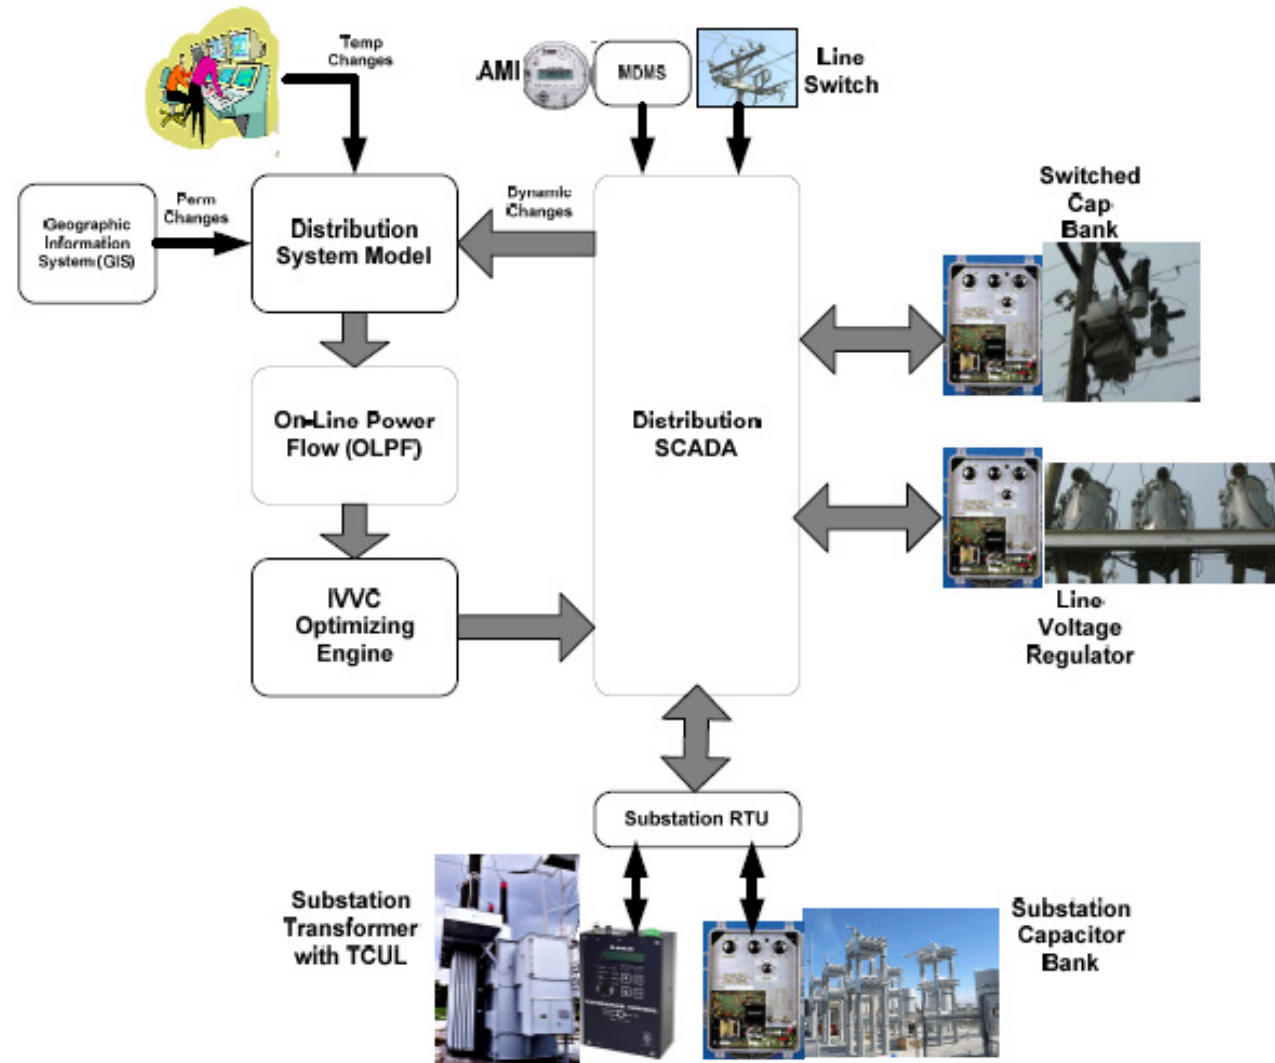 Temp
Changes
AMI
MDMS
Line
Switch
Geographic
Information
System (GIS)
Perm
Changes
Distribution
System Model
Dynamic
Changes
Switched
Cap
Bank
On-Line Power
Flow (OLPF)
Distribution
SCADA
IVVC
Optimizing
Engine
Line
Voltage
Regulator
Substation RTU
Substation
Transformer
with TCUL
Substation
Capacitor
Bank